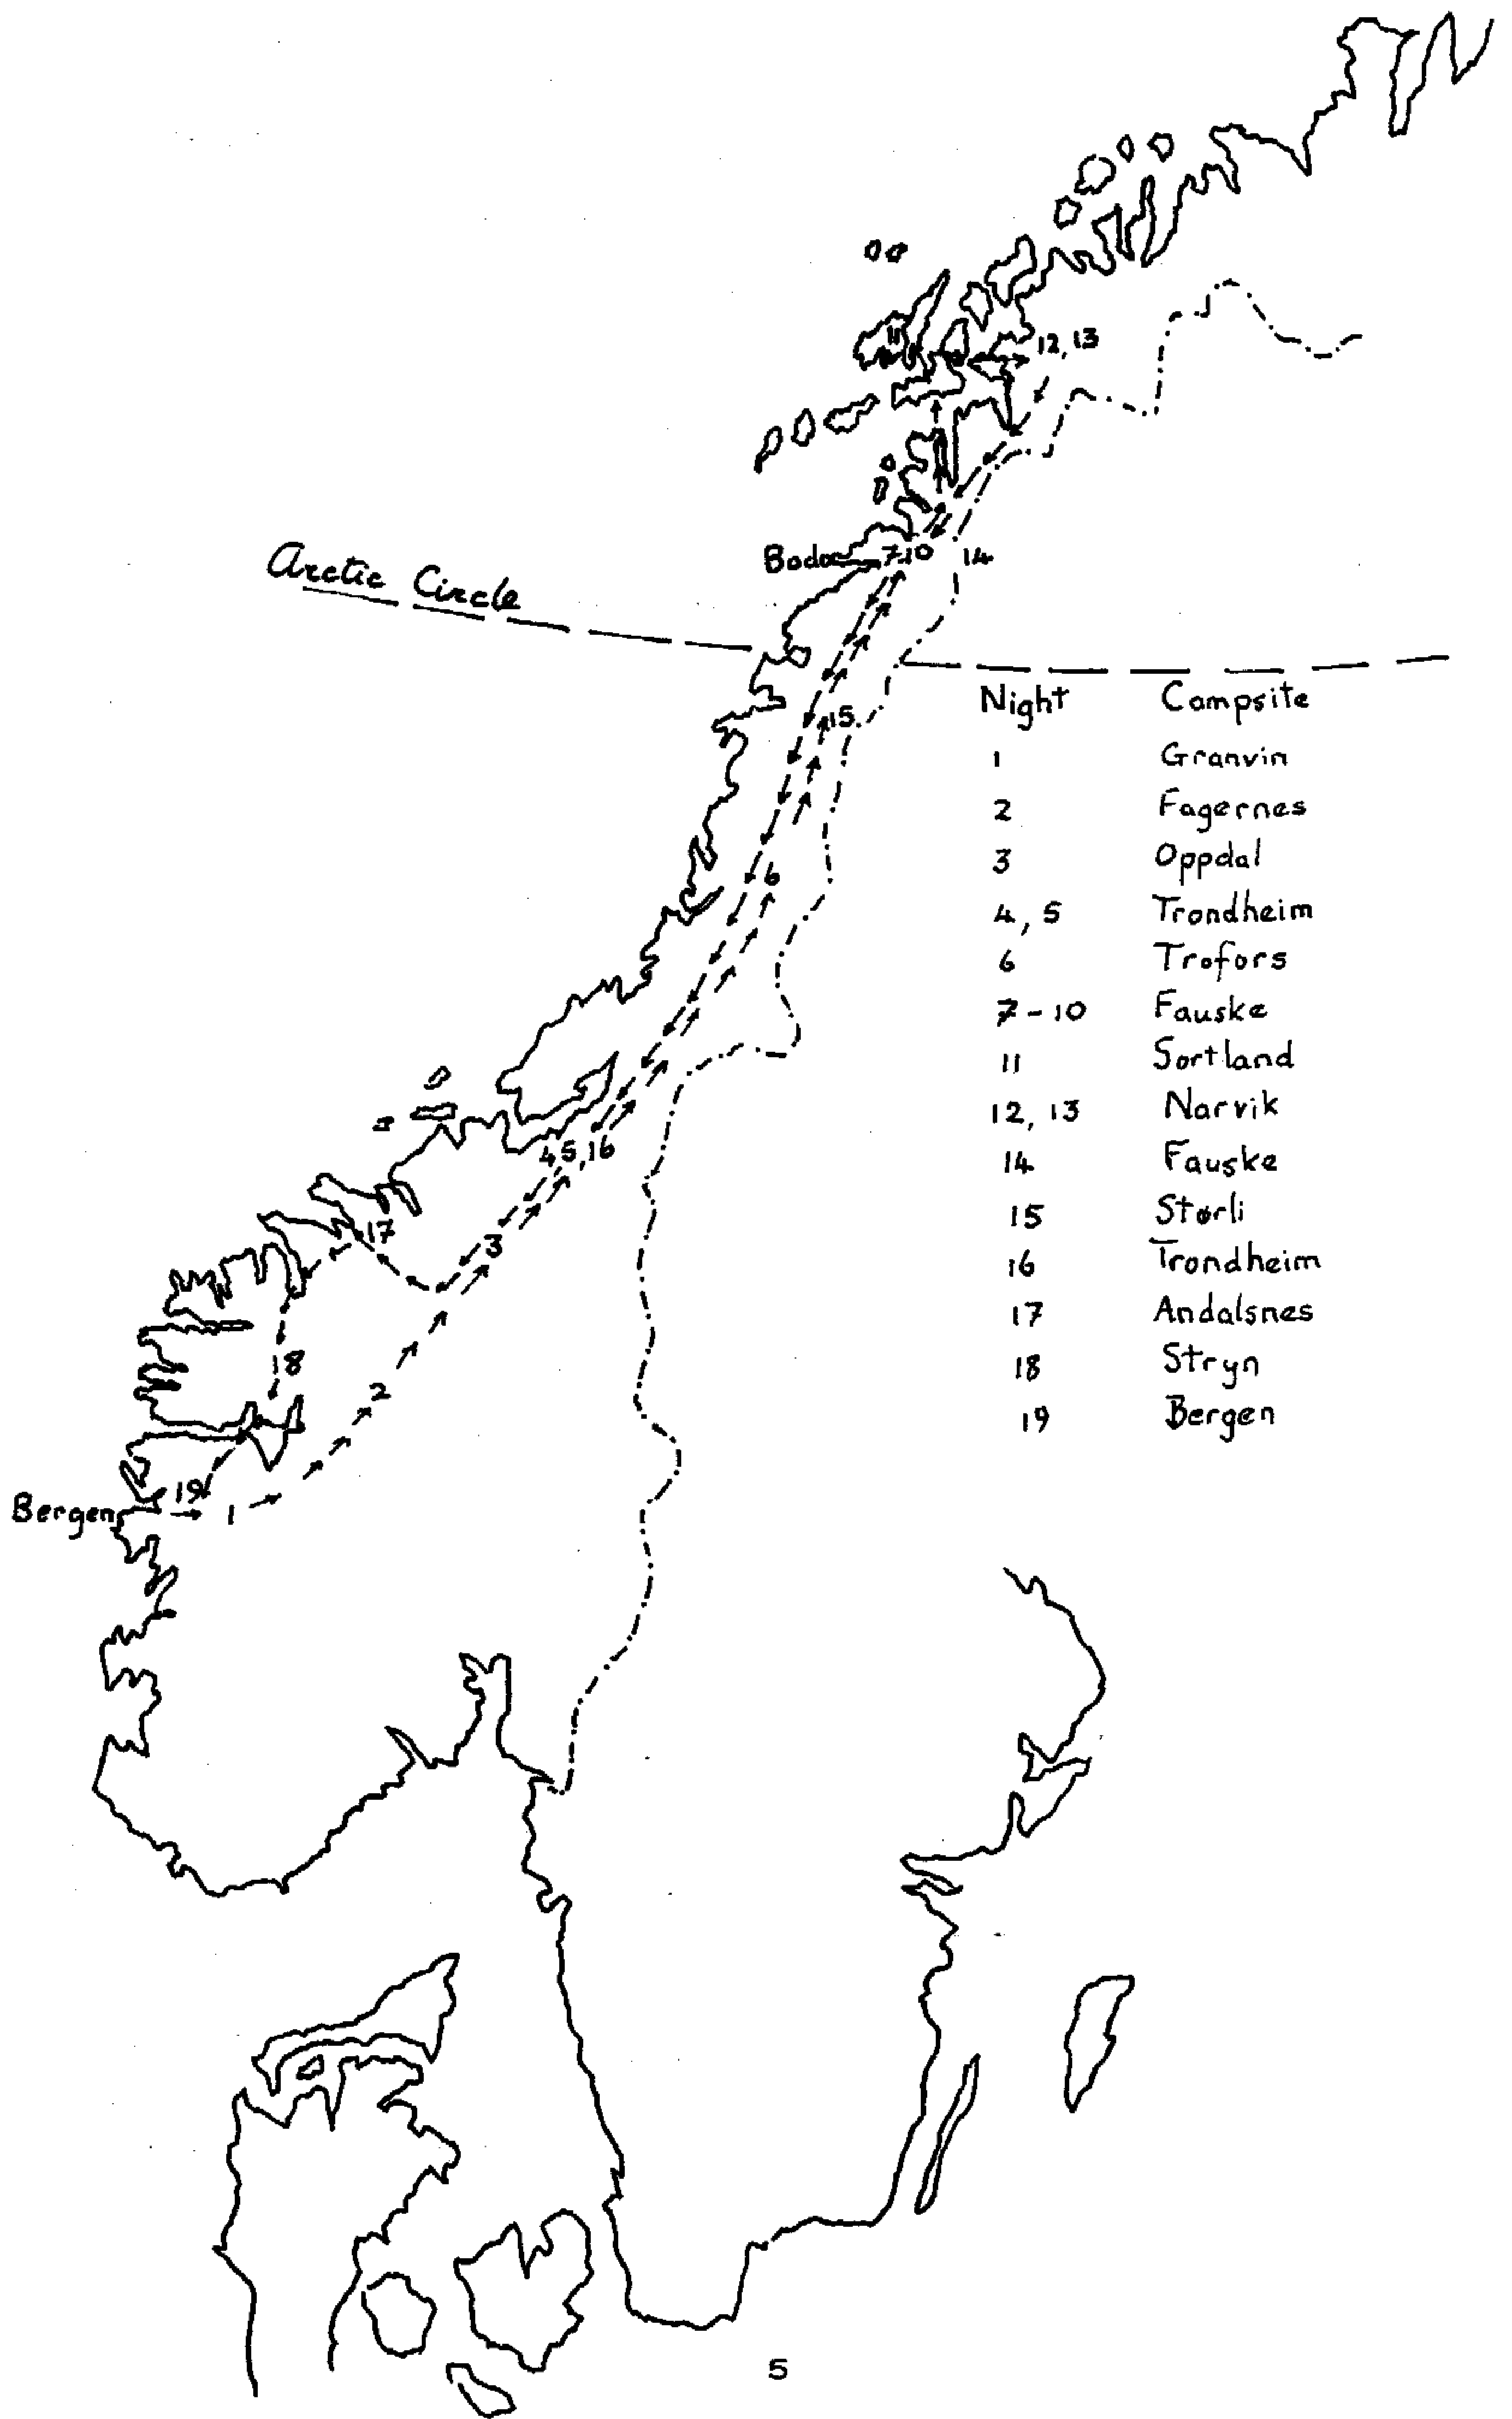 12, 13
11
Bodo
7-10
14
Arctic Circle
15
Night Campsite
1 Granvin
2 Fagernes
3 Oppdal
4, 5 Trondheim
6 Trofors
7 - 10 Fauske
11 Sortland
12, 13 Narvik
14 Fauske
15 Størli
16 Trondheim
17 Andalsnes
18 Stryn
19 Bergen
6
4,5,16
17
3
18
2
19
1
Bergen
5